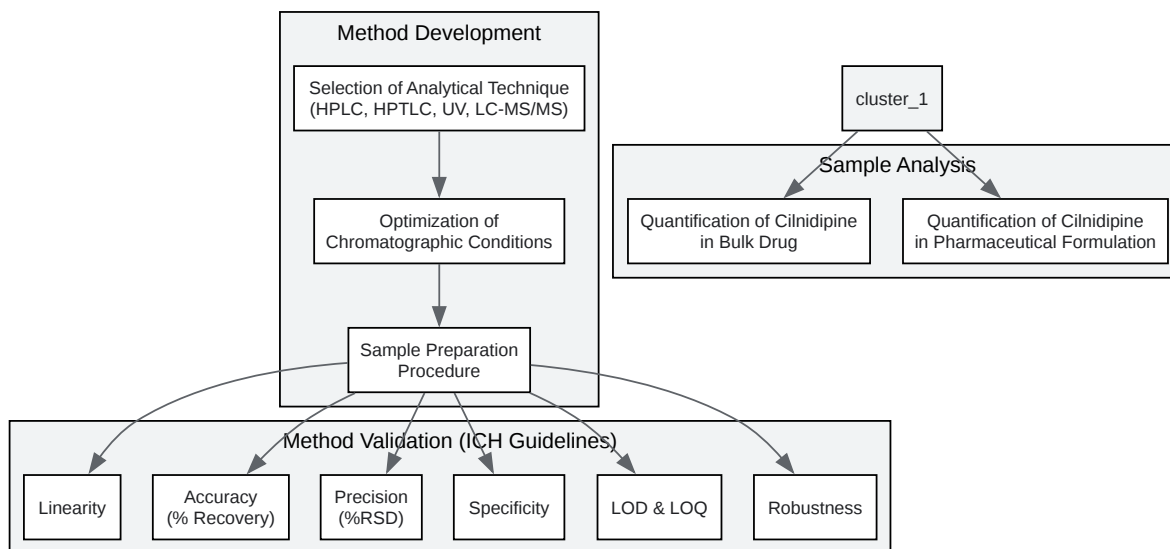 Method Development
Selection of Analytical Technique
(HPLC, HPTLC, UV, LC-MS/MS)
Optimization of
Chromatographic Conditions
Sample Preparation
Procedure
cluster_1
Sample Analysis
Quantification of Cilnidipine
in Bulk Drug
Quantification of Cilnidipine
in Pharmaceutical Formulation
Method Validation (ICH Guidelines)
Linearity
Accuracy
(% Recovery)
Precision
(%RSD)
Specificity
LOD & LOQ
Robustness